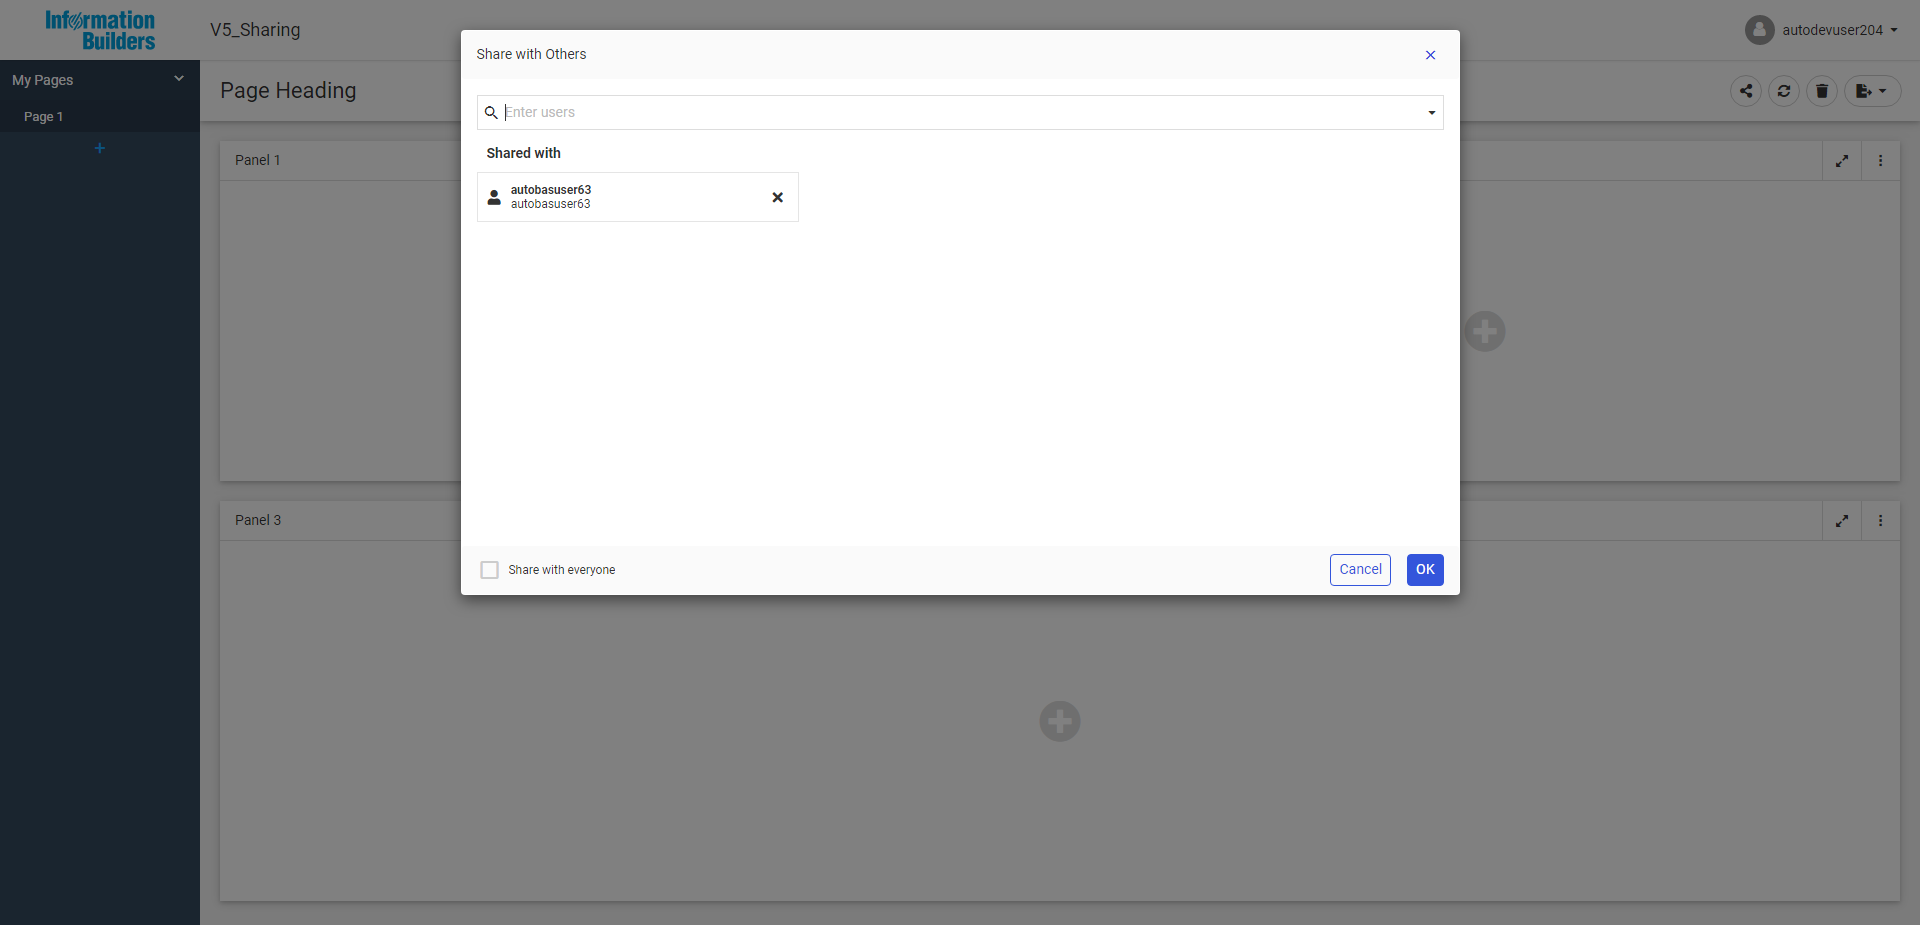 Information
Builders
V5_Sharing
autodevuser204
My Pages
Page 1
Page Heading
Panel 1
Panel 3
Share with Others
Enter users
Shared with
autobasuser63
autobasuser63
Share with everyone
Cancel
OK